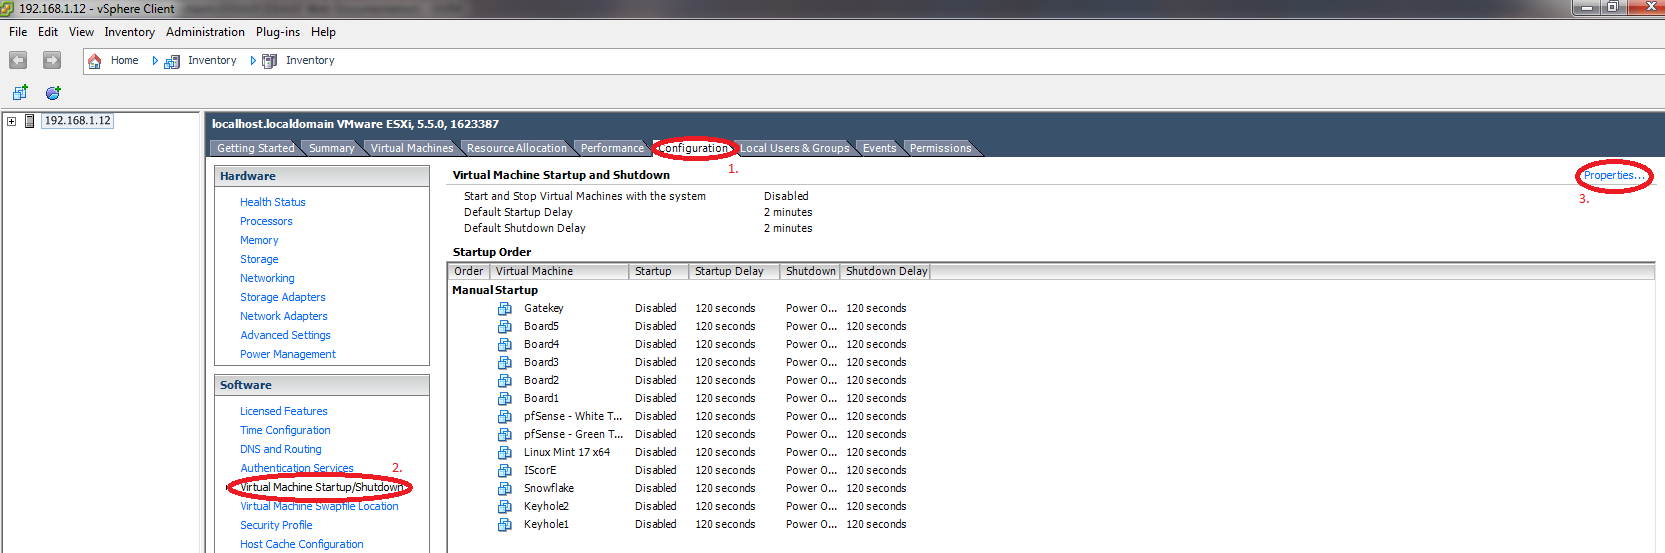 192.168.1.12 - vSphere Client
File Edit View Inventory Administration Plug-ins Help
Home Inventory Inventory
192.168.1.12
localhost.localdomain VMware ESXi, 5.5.0, 1623387
Getting Started Summary Virtual Machines Resource Allocation Performance Configuration Local Users & Groups Events Permissions
1.
Hardware
Health Status
Processors
Memory
Storage
Networking
Storage Adapters
Network Adapters
Advanced Settings
Power Management
Software
Licensed Features
Time Configuration
DNS and Routing
Authentication Services
2.
Virtual Machine Startup/Shutdown
Virtual Machine Swapfile Location
Security Profile
Host Cache Configuration
Virtual Machine Startup and Shutdown
Properties...
3.
Start and Stop Virtual Machines with the system Disabled
Default Startup Delay 2 minutes
Default Shutdown Delay 2 minutes
Startup Order
Order Virtual Machine Startup Startup Delay Shutdown Shutdown Delay
Manual Startup
Gatekey Disabled 120 seconds Power O... 120 seconds
Board5 Disabled 120 seconds Power O... 120 seconds
Board4 Disabled 120 seconds Power O... 120 seconds
Board3 Disabled 120 seconds Power O... 120 seconds
Board2 Disabled 120 seconds Power O... 120 seconds
Board1 Disabled 120 seconds Power O... 120 seconds
pfSense - White T... Disabled 120 seconds Power O... 120 seconds
pfSense - Green T... Disabled 120 seconds Power O... 120 seconds
Linux Mint 17 x64 Disabled 120 seconds Power O... 120 seconds
IScorE Disabled 120 seconds Power O... 120 seconds
Snowflake Disabled 120 seconds Power O... 120 seconds
Keyhole2 Disabled 120 seconds Power O... 120 seconds
Keyhole1 Disabled 120 seconds Power O... 120 seconds